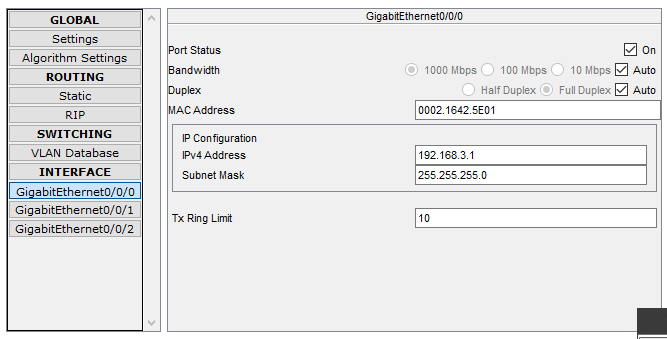 GLOBAL
Settings
Algorithm Settings
ROUTING
Static
RIP
SWITCHING
VLAN Database
INTERFACE
GigabitEthernet0/0/0
GigabitEthernet0/0/1
GigabitEthernet0/0/2
GigabitEthernet0/0/0
Port Status On
Bandwidth 1000 Mbps 100 Mbps 10 Mbps Auto
Duplex Half Duplex Full Duplex Auto
MAC Address 0002.1642.5E01
IP Configuration
IPv4 Address 192.168.3.1
Subnet Mask 255.255.255.0
Tx Ring Limit 10